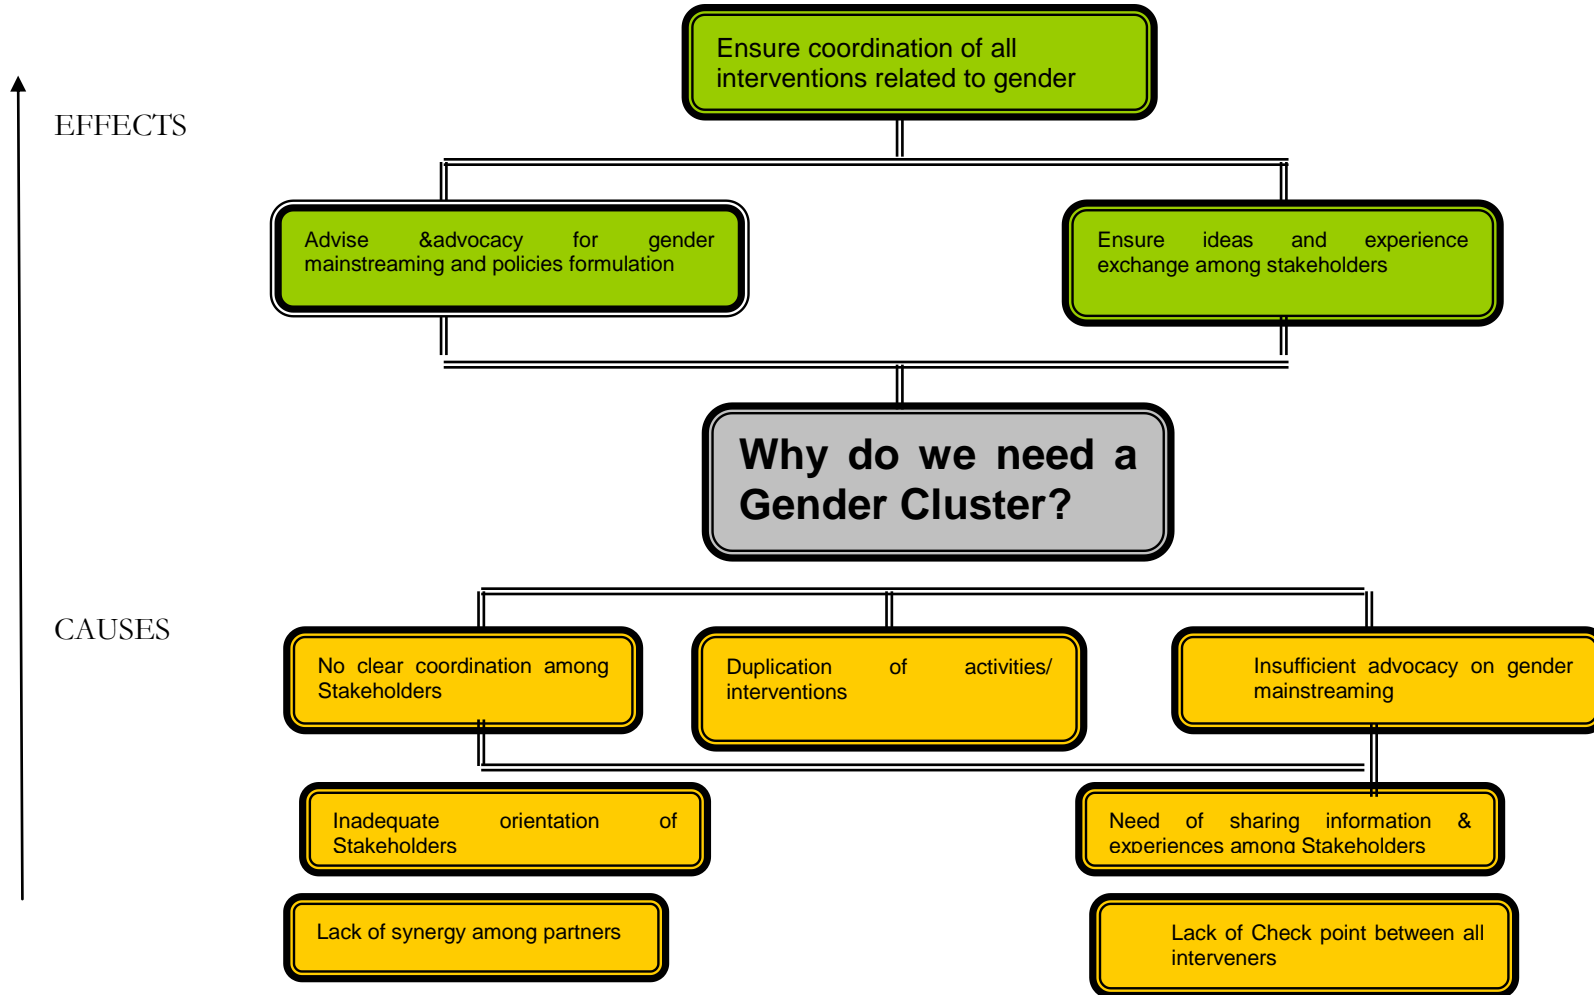 Ensure coordination of all
interventions related to gender
EFFECTS
Advise &advocacy for gender
mainstreaming and policies formulation
Ensure ideas and experience
exchange among stakeholders
Why do we need a
Gender Cluster?
CAUSES
No clear coordination among
Stakeholders
Duplication of activities/
interventions
Insufficient advocacy on gender
mainstreaming
Inadequate orientation of
Stakeholders
Need of sharing information &
experiences among Stakeholders
Lack of synergy among partners
Lack of Check point between all
interveners